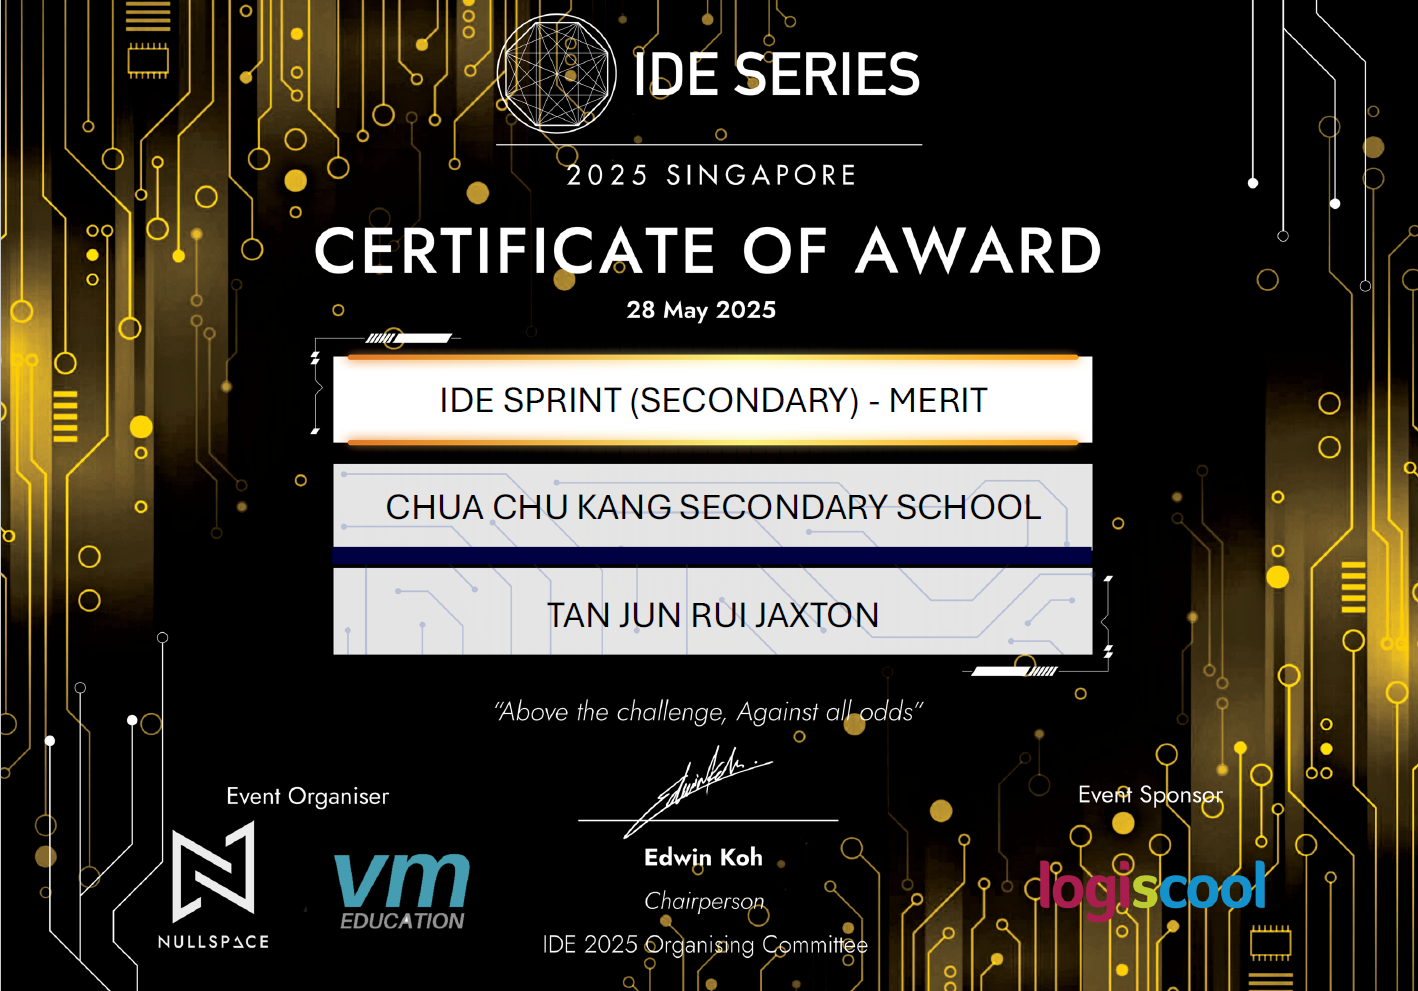 IDE SERIES
2025 SINGAPORE
CERTIFICATE OF AWARD
28 May 2025
IDE SPRINT (SECONDARY) - MERIT
CHUA CHU KANG SECONDARY SCHOOL
TAN JUN RUI JAXTON
“Above the challenge, Against all odds”
Event Organiser
Event Sponsor
NULLSPACE
vm
EDUCATION
Edwin Koh
Chairperson
IDE 2025 Organising Committee
logiscool